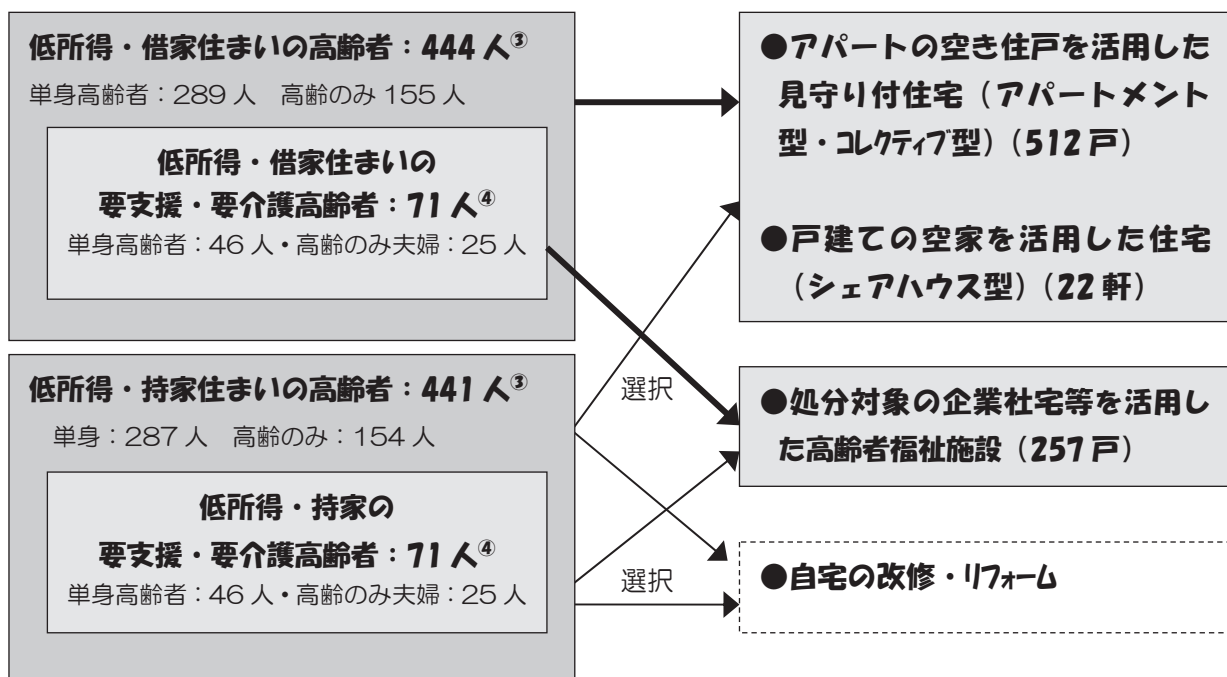 低所得・借家住まいの高齢者：444人③
単身高齢者：289人　高齢のみ155人
低所得・借家住まいの
要支援・要介護高齢者：71人④
単身高齢者：46人・高齢のみ夫婦：25人
低所得・持家住まいの高齢者：441人③
単身：287人　高齢のみ：154人
低所得・持家の
要支援・要介護高齢者：71人④
単身高齢者：46人・高齢のみ夫婦：25人
選択
選択
●アパートの空き住戸を活用した
見守り付住宅（アパートメント
型・コレクティブ型）（512戸）
●戸建ての空家を活用した住宅
（シェアハウス型）（22軒）
●処分対象の企業社宅等を活用し
た高齢者福祉施設（257戸）
●自宅の改修・リフォーム